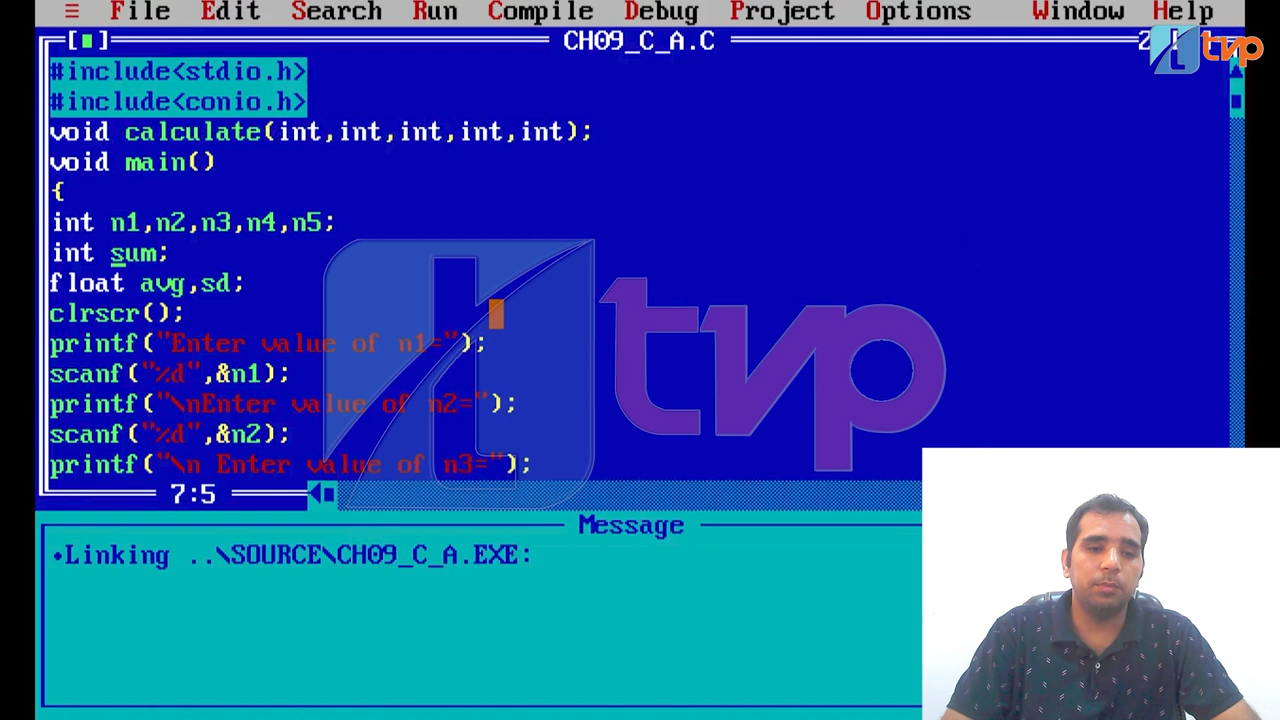 ≡ File Edit Search Run Compile Debug Project Options Window Help
[■] CH09_C_A.C 2
tvp
#include<stdio.h>
#include<conio.h>
void calculate(int,int,int,int,int);
void main()
{
int n1,n2,n3,n4,n5;
int sum;
float avg,sd;
clrscr();
printf("Enter value of n1=");
scanf("%d",&n1);
printf("\nEnter value of n2=");
scanf("%d",&n2);
printf("\n Enter value of n3=");
tvp
7:5
Message
•Linking ..\SOURCE\CH09_C_A.EXE: